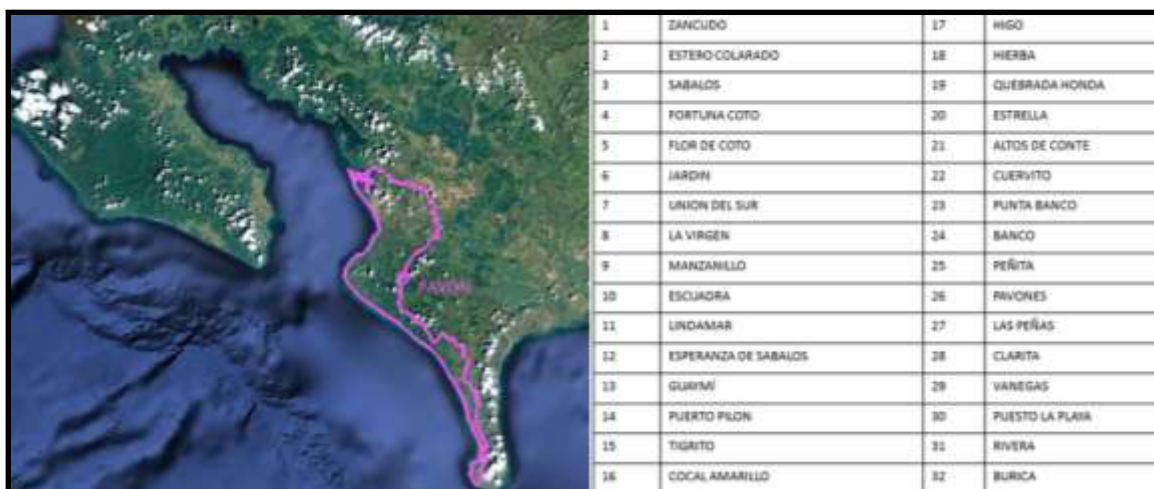 PAVON
1 ZANCUDO 17 HIGO
2 ESTERO COLARADO 18 HIERBA
3 SABALOS 19 QUEBRADA HONDA
4 FORTUNA COTO 20 ESTRELLA
5 FLOR DE COTO 21 ALTOS DE CONTE
6 JARDIN 22 CUERVITO
7 UNION DEL SUR 23 PUNTA BANCO
8 LA VIRGEN 24 BANCO
9 MANZANILLO 25 PEÑITA
10 ESCUADRA 26 PAVONES
11 LINDAMAR 27 LAS PEÑAS
12 ESPERANZA DE SABALOS 28 CLARITA
13 GUAYMÍ 29 VANEGAS
14 PUERTO PILON 30 PUESTO LA PLAYA
15 TIGRITO 31 RIVERA
16 COCAL AMARILLO 32 BURICA